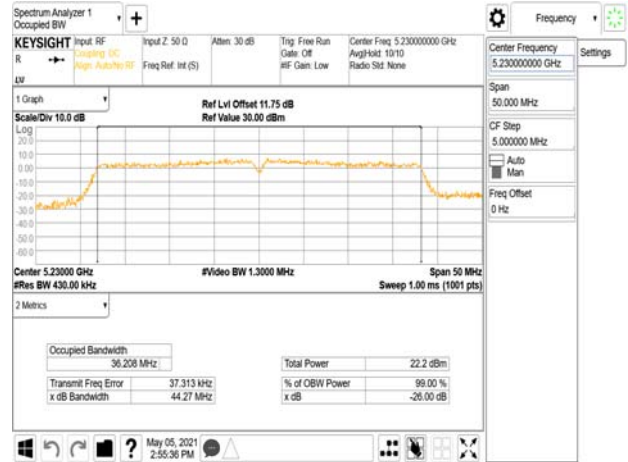 Spectrum Analyzer 1
Occupied BW
Frequency
KEYSIGHT
Input: RF
Coupling: DC
Align: Auto/No RF
Input Z: 50 Ω
Freq Ref: Int (S)
Atten: 30 dB
Trig: Free Run
Gate: Off
#IF Gain: Low
Center Freq: 5.230000000 GHz
Avg|Hold: 10/10
Radio Std: None
R
LU
Center Frequency
5.230000000 GHz
Settings
Span
50.000 MHz
CF Step
5.000000 MHz
Auto
Man
Freq Offset
0 Hz
1 Graph
Scale/Div 10.0 dB
Ref Lvl Offset 11.75 dB
Ref Value 30.00 dBm
Log
20.0
10.0
0.00
-10.0
-20.0
-30.0
-40.0
-50.0
-60.0
Center 5.23000 GHz
#Video BW 1.3000 MHz
Span 50 MHz
#Res BW 430.00 kHz
Sweep 1.00 ms (1001 pts)
2 Metrics
Occupied Bandwidth
36.208 MHz
Total Power 22.2 dBm
Transmit Freq Error 37.313 kHz
% of OBW Power 99.00 %
x dB Bandwidth 44.27 MHz
x dB -26.00 dB
May 05, 2021
2:55:36 PM